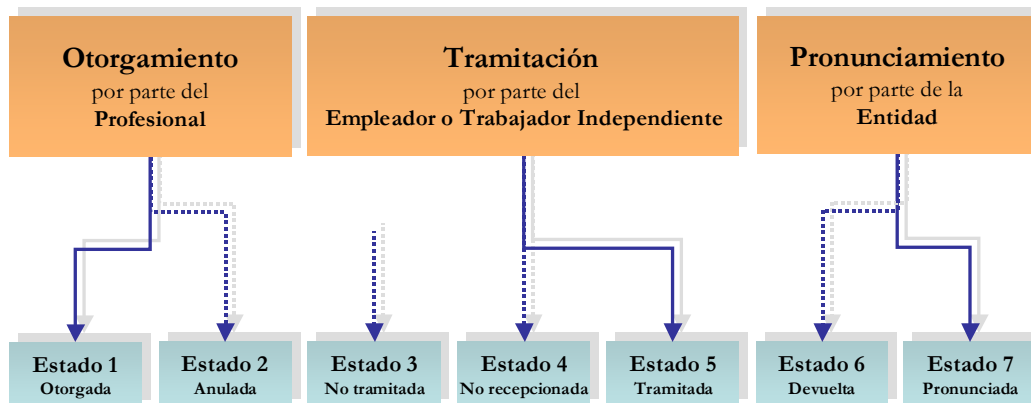 Otorgamiento
por parte del
Profesional
Tramitación
por parte del
Empleador o Trabajador Independiente
Pronunciamiento
por parte de la
Entidad
Estado 1
Otorgada
Estado 2
Anulada
Estado 3
No tramitada
Estado 4
No recepcionada
Estado 5
Tramitada
Estado 6
Devuelta
Estado 7
Pronunciada